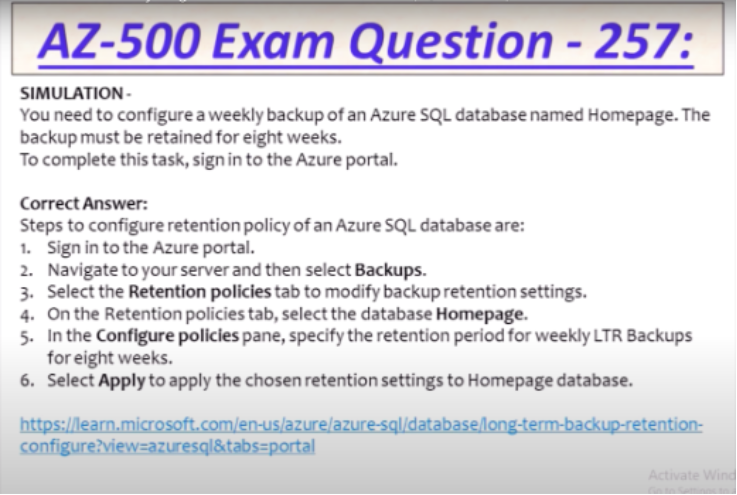 AZ-500 Exam Question - 257:
SIMULATION -
You need to configure a weekly backup of an Azure SQL database named Homepage. The
backup must be retained for eight weeks.
To complete this task, sign in to the Azure portal.
Correct Answer:
Steps to configure retention policy of an Azure SQL database are:
1. Sign in to the Azure portal.
2. Navigate to your server and then select Backups.
3. Select the Retention policies tab to modify backup retention settings.
4. On the Retention policies tab, select the database Homepage.
5. In the Configure policies pane, specify the retention period for weekly LTR Backups
for eight weeks.
6. Select Apply to apply the chosen retention settings to Homepage database.
https://learn.microsoft.com/en-us/azure/azure-sql/database/long-term-backup-retention-
configure?view=azuresql&tabs=portal
Activate Wind
Go to Settings to